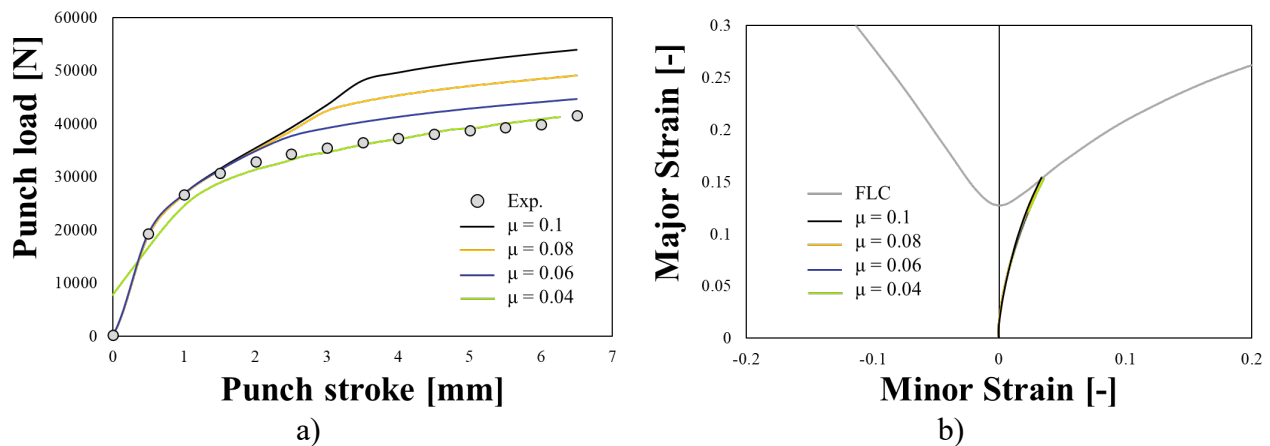 Punch load [N]
60000
50000
40000
30000
20000
10000
0
0 1 2 3 4 5 6 7
Exp.
μ = 0.1
μ = 0.08
μ = 0.06
μ = 0.04
Punch stroke [mm]
a)
Major Strain [-]
0.3
0.25
0.2
0.15
0.1
0.05
0
-0.2 -0.1 0 0.1 0.2
FLC
μ = 0.1
μ = 0.08
μ = 0.06
μ = 0.04
Minor Strain [-]
b)